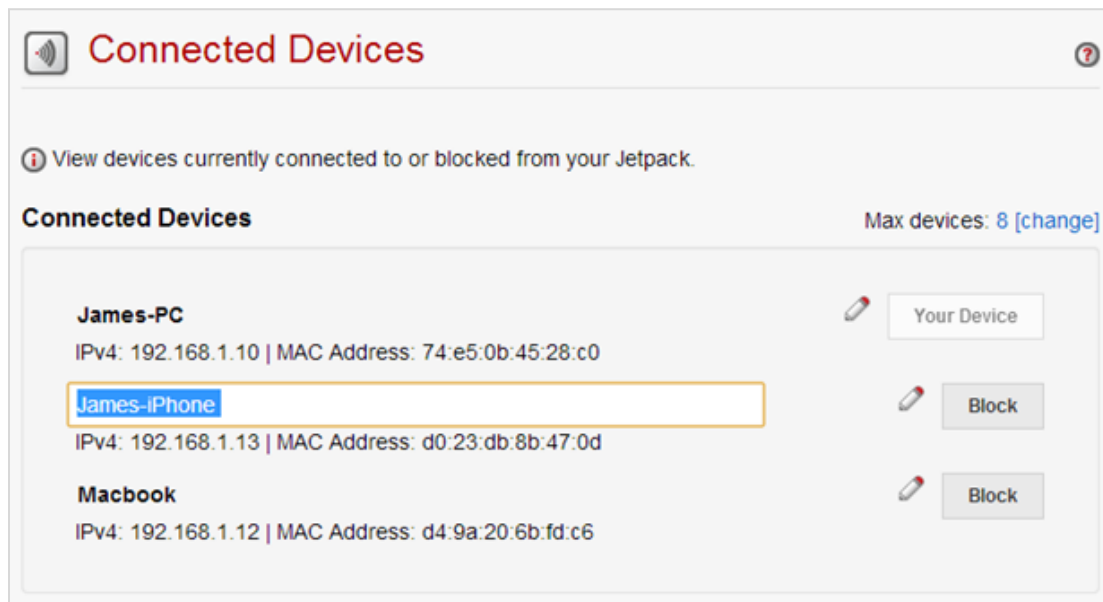 Connected Devices
View devices currently connected to or blocked from your Jetpack.
Connected Devices
Max devices: 8 [change]
James-PC
Your Device
IPv4: 192.168.1.10 | MAC Address: 74:e5:0b:45:28:c0
James-iPhone
Block
IPv4: 192.168.1.13 | MAC Address: d0:23:db:8b:47:0d
Macbook
Block
IPv4: 192.168.1.12 | MAC Address: d4:9a:20:6b:fd:c6